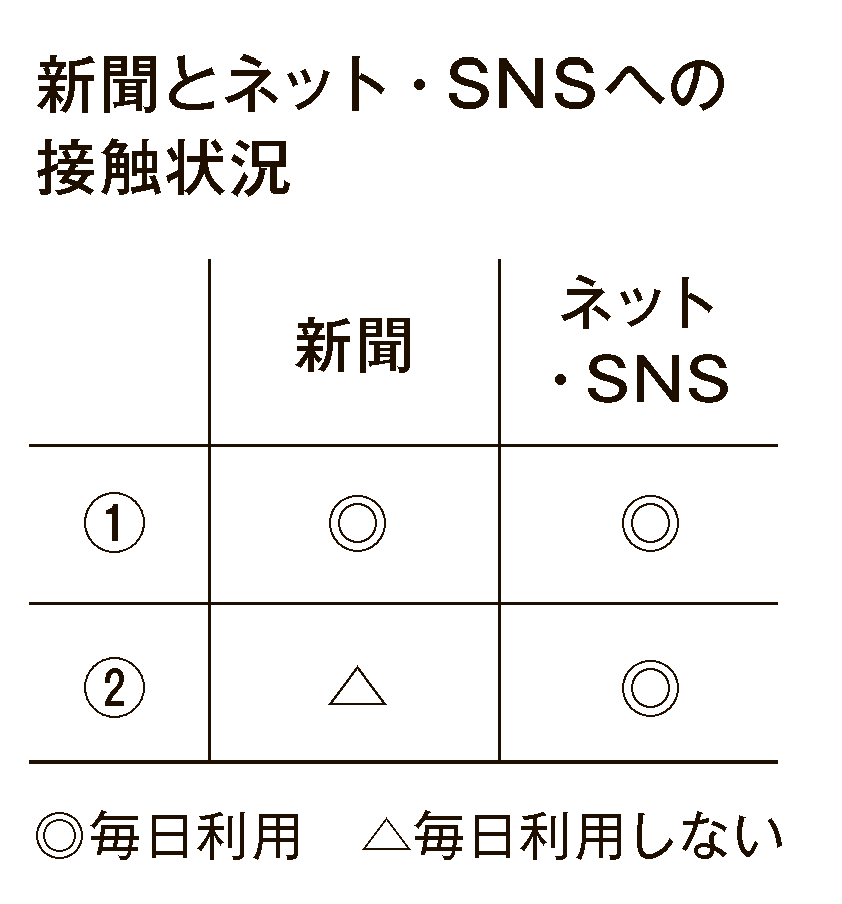 新聞とネット・SNSへの
接触状況
新聞
ネット
・SNS
① ◎ ◎
② △ ◎
◎毎日利用 △毎日利用しない